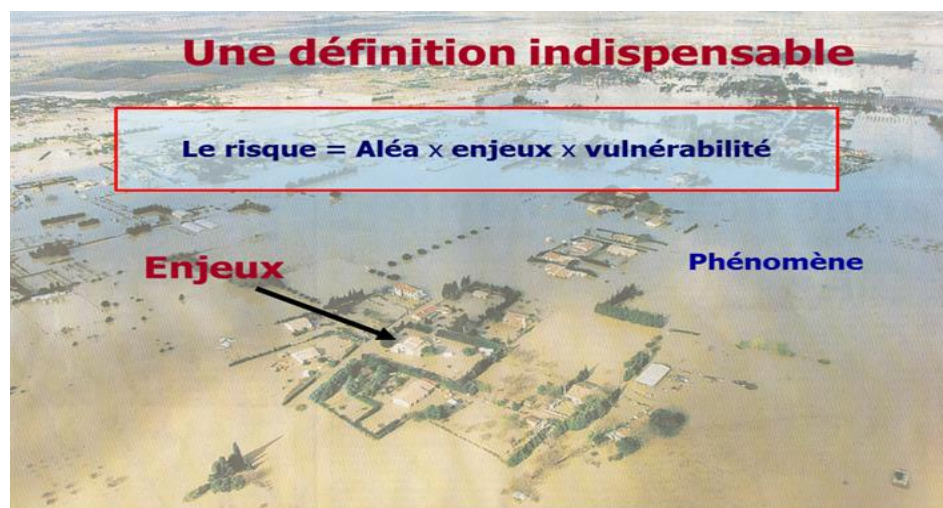 Une définition indispensable
Le risque = Aléa x enjeux x vulnérabilité
Enjeux
Phénomène